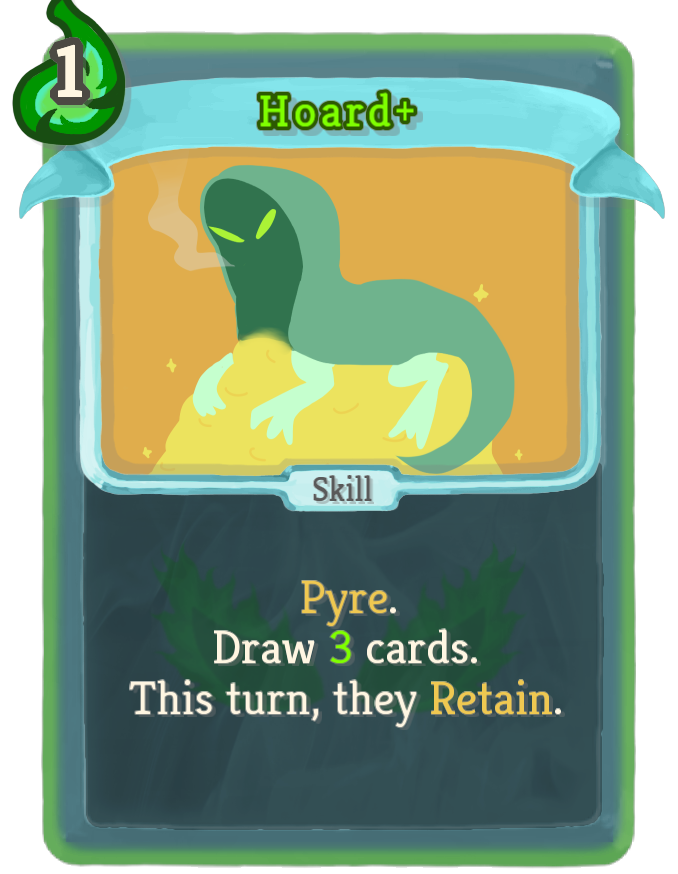 1
Hoard+
Skill
Pyre.
Draw 3 cards.
This turn, they Retain.